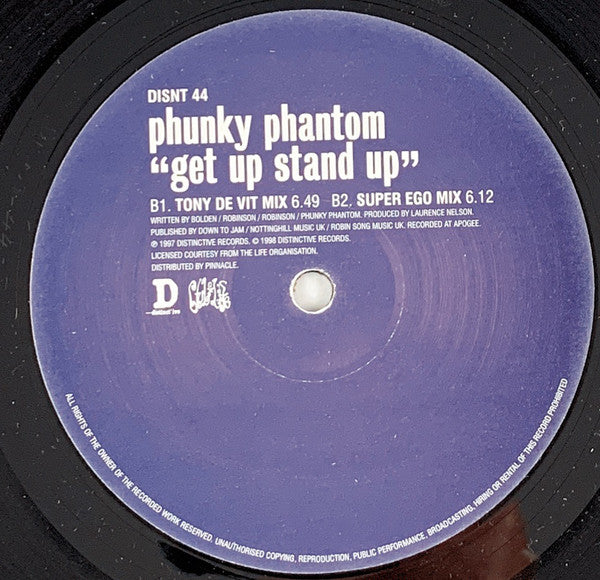 DISNT 44
phunky phantom
“get up stand up”
B1. TONY DE VIT MIX 6.49 B2. SUPER EGO MIX 6.12
WRITTEN BY BOLDEN / ROBINSON / ROBINSON / PHUNKY PHANTOM. PRODUCED BY LAURENCE NELSON.
PUBLISHED BY DOWN TO JAM / NOTTINGHILL MUSIC UK / ROBIN SONG MUSIC UK. RECORDED AT APOGEE.
℗ 1997 DISTINCTIVE RECORDS. © 1998 DISTINCTIVE RECORDS.
LICENSED COURTESY FROM THE LIFE ORGANISATION.
DISTRIBUTED BY PINNACLE.
D
ALL RIGHTS OF THE OWNER OF THE RECORDED WORK RESERVED. UNAUTHORISED COPYING, REPRODUCTION, PUBLIC PERFORMANCE, BROADCASTING, HIRING OR RENTAL OF THIS RECORD PROHIBITED